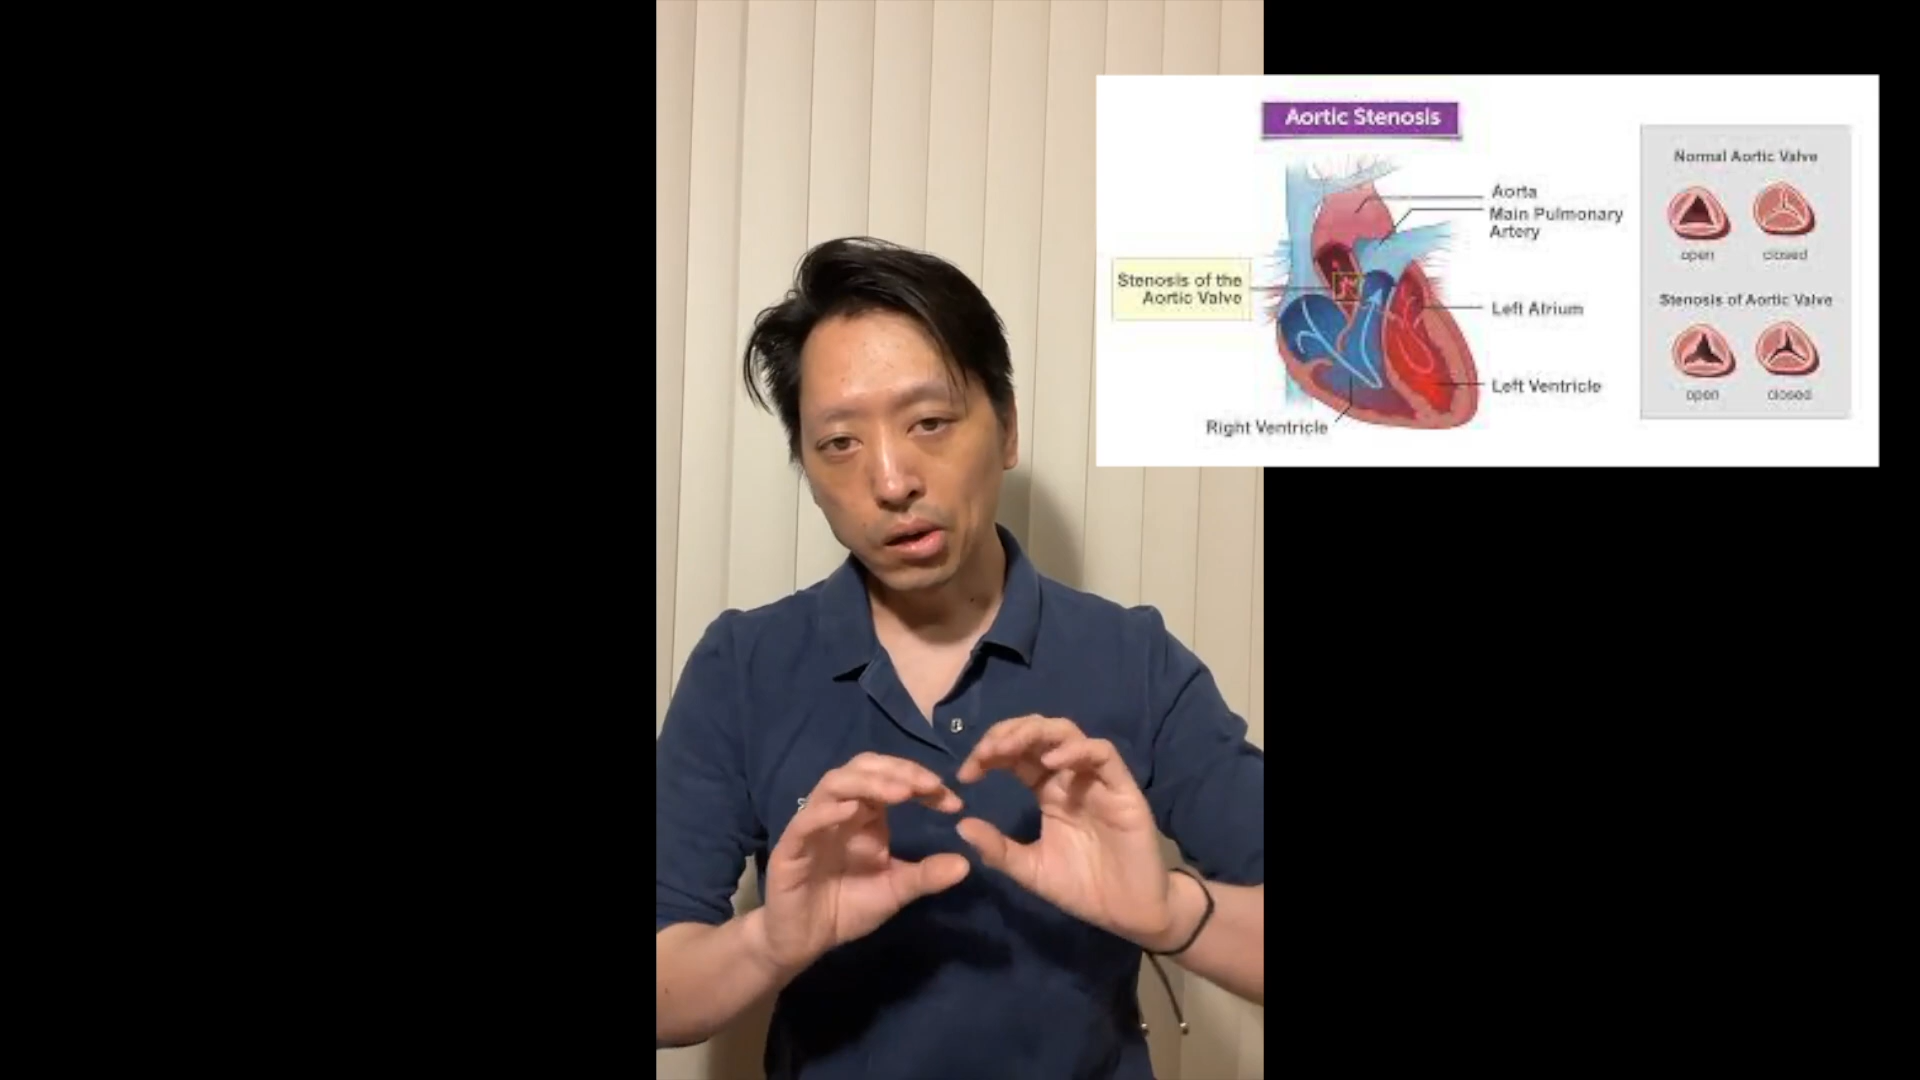 Aortic Stenosis
Aorta
Main Pulmonary
Artery
Stenosis of the
Aortic Valve
Left Atrium
Left Ventricle
Right Ventricle
Normal Aortic Valve
open
closed
Stenosis of Aortic Valve
open
closed